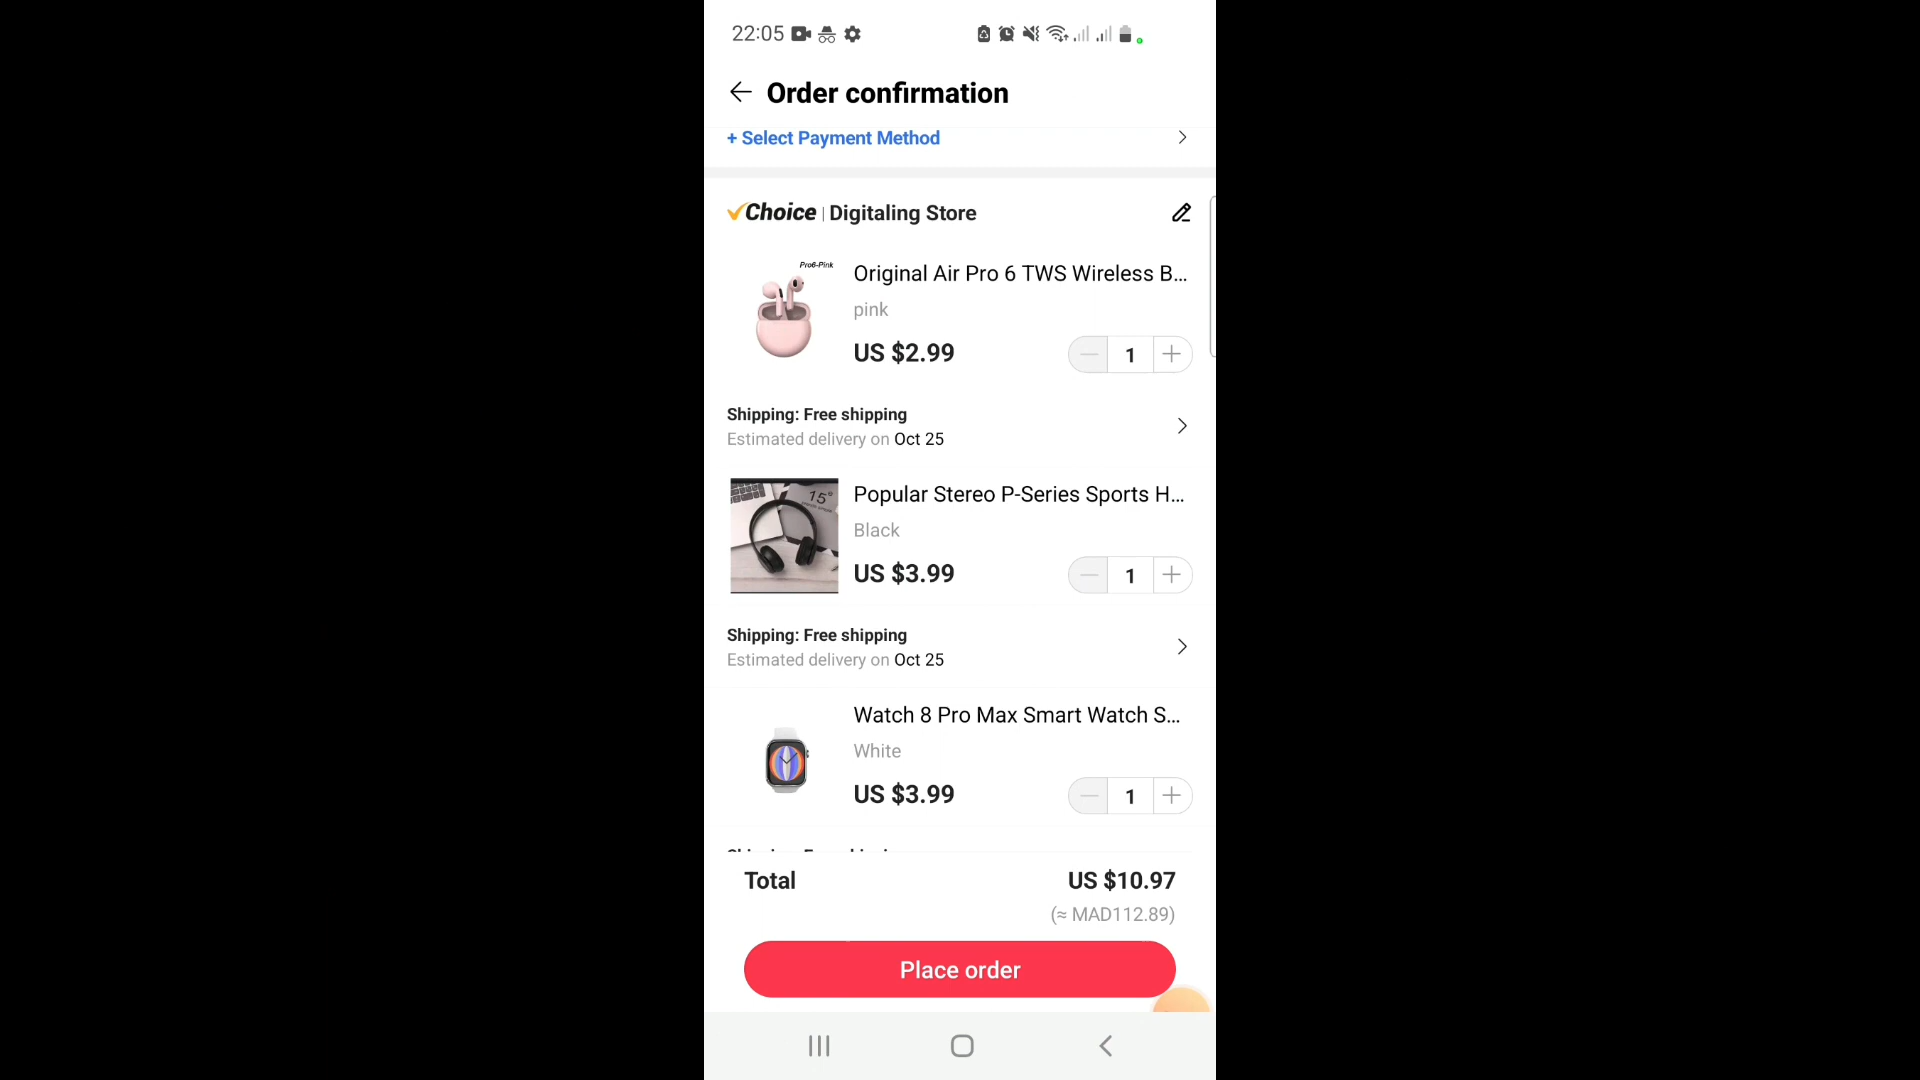 22:05
Order confirmation
+ Select Payment Method
Choice | Digitaling Store
Pro6-Pink
Original Air Pro 6 TWS Wireless B...
pink
US $2.99
1
Shipping: Free shipping
Estimated delivery on Oct 25
15°
Popular Stereo P-Series Sports H...
Black
US $3.99
1
Shipping: Free shipping
Estimated delivery on Oct 25
Watch 8 Pro Max Smart Watch S...
White
US $3.99
1
Total
US $10.97
(≈ MAD112.89)
Place order